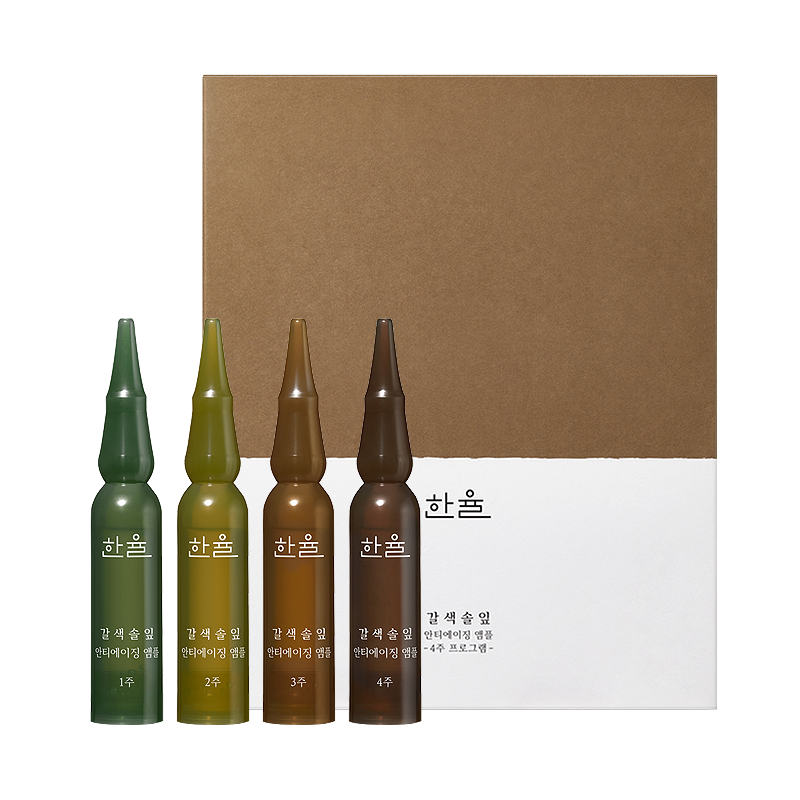 한율
갈색솔잎
안티에이징 앰플
1주
한율
갈색솔잎
안티에이징 앰플
2주
한율
갈색솔잎
안티에이징 앰플
3주
한율
갈색솔잎
안티에이징 앰플
4주
한율
갈색솔잎
안티에이징 앰플
-4주 프로그램-